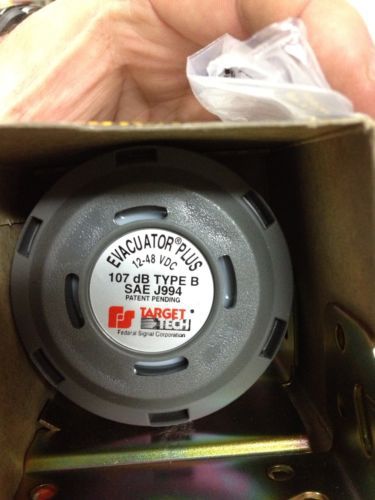 EVACUATOR® PLUS
12-48 VDC
107 dB TYPE B
SAE J994
PATENT PENDING
TARGET
TECH®
Federal Signal Corporation